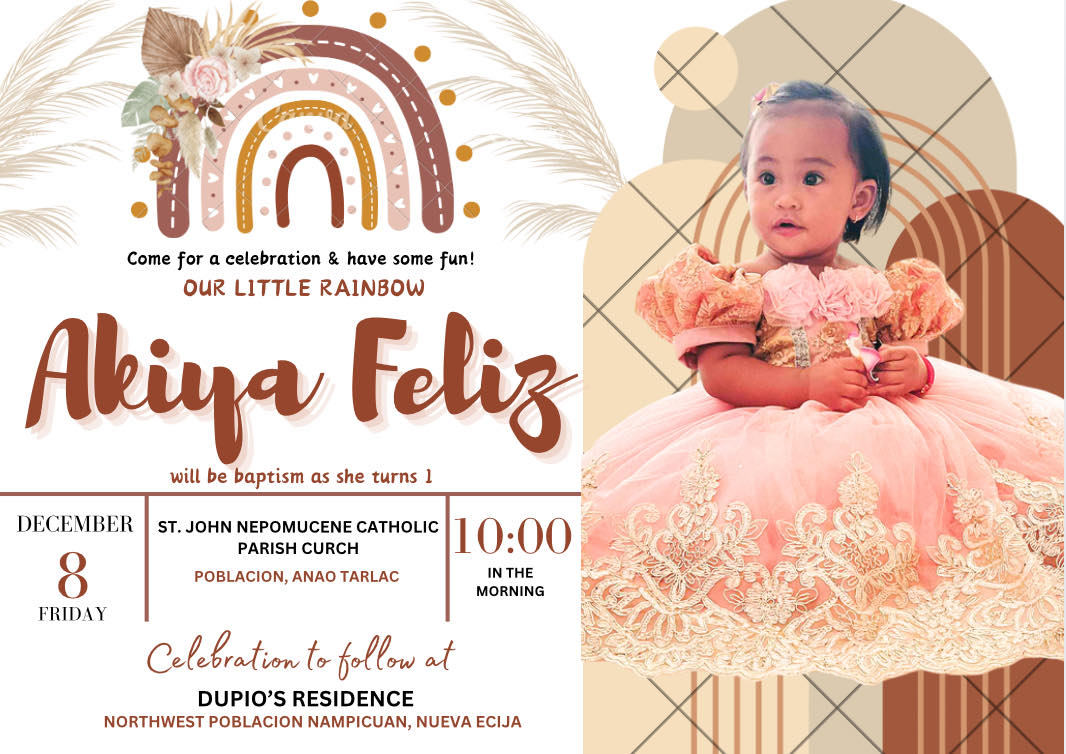 Come for a celebration & have some fun!
OUR LITTLE RAINBOW
Akiya Feliz
will be baptism as she turns 1
DECEMBER
8
FRIDAY
ST. JOHN NEPOMUCENE CATHOLIC
PARISH CURCH
POBLACION, ANAO TARLAC
10:00
IN THE
MORNING
Celebration to follow at
DUPIO'S RESIDENCE
NORTHWEST POBLACION NAMPICUAN, NUEVA ECIJA